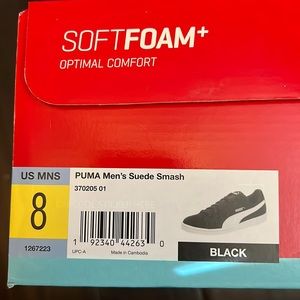 SOFTFOAM+
OPTIMAL COMFORT
US MNS
8
1267223
PUMA Men's Suede Smash
370205 01
1 92340 44263 0
UPC-A
Made in Cambodia
BLACK